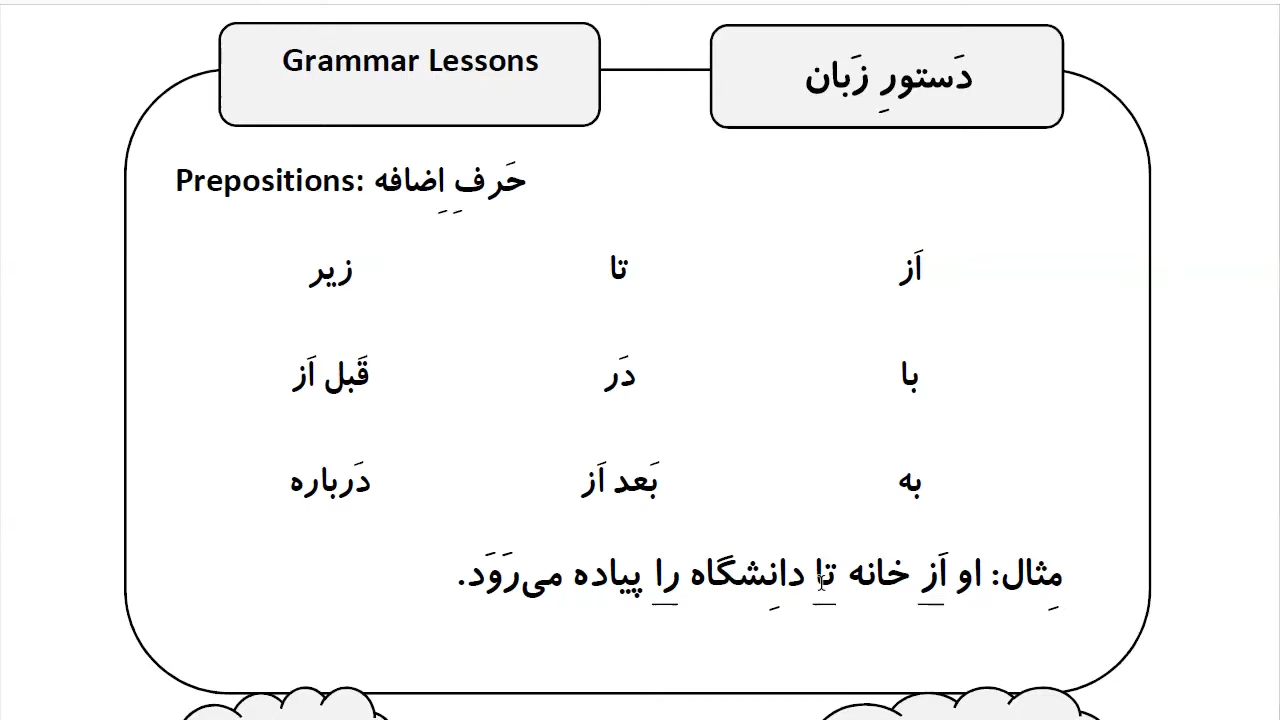 Grammar Lessons
دَستورِ زَبان
Prepositions: حَرفِ اِضافه
اَز تا زیر
با دَر قَبل اَز
به بَعد اَز دَرباره
مِثال: او اَز خانه تا دانِشگاه را پیاده می‌رَوَد.